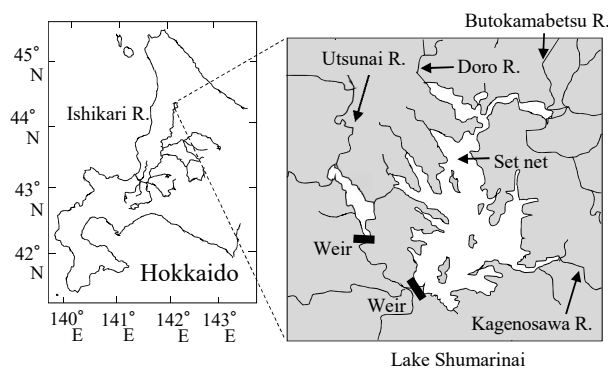 45°
N
44°
N
43°
N
42°
N
140°
E
141°
E
142°
E
143°
E
Ishikari R.
Hokkaido
Butokamabetsu R.
Utsunai R.
Doro R.
Set net
Weir
Weir
Kagenosawa R.
Lake Shumarinai